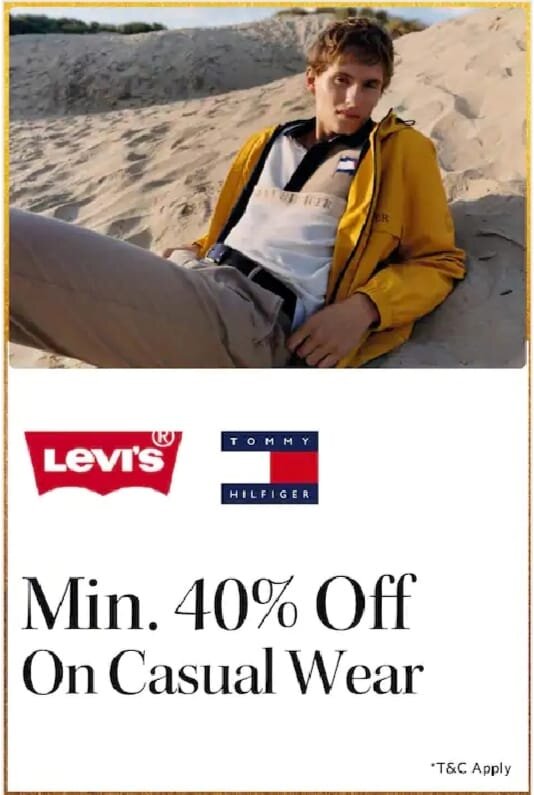 LEVI'S®
TOMMY
HILFIGER
Min. 40% Off
On Casual Wear
*T&C Apply